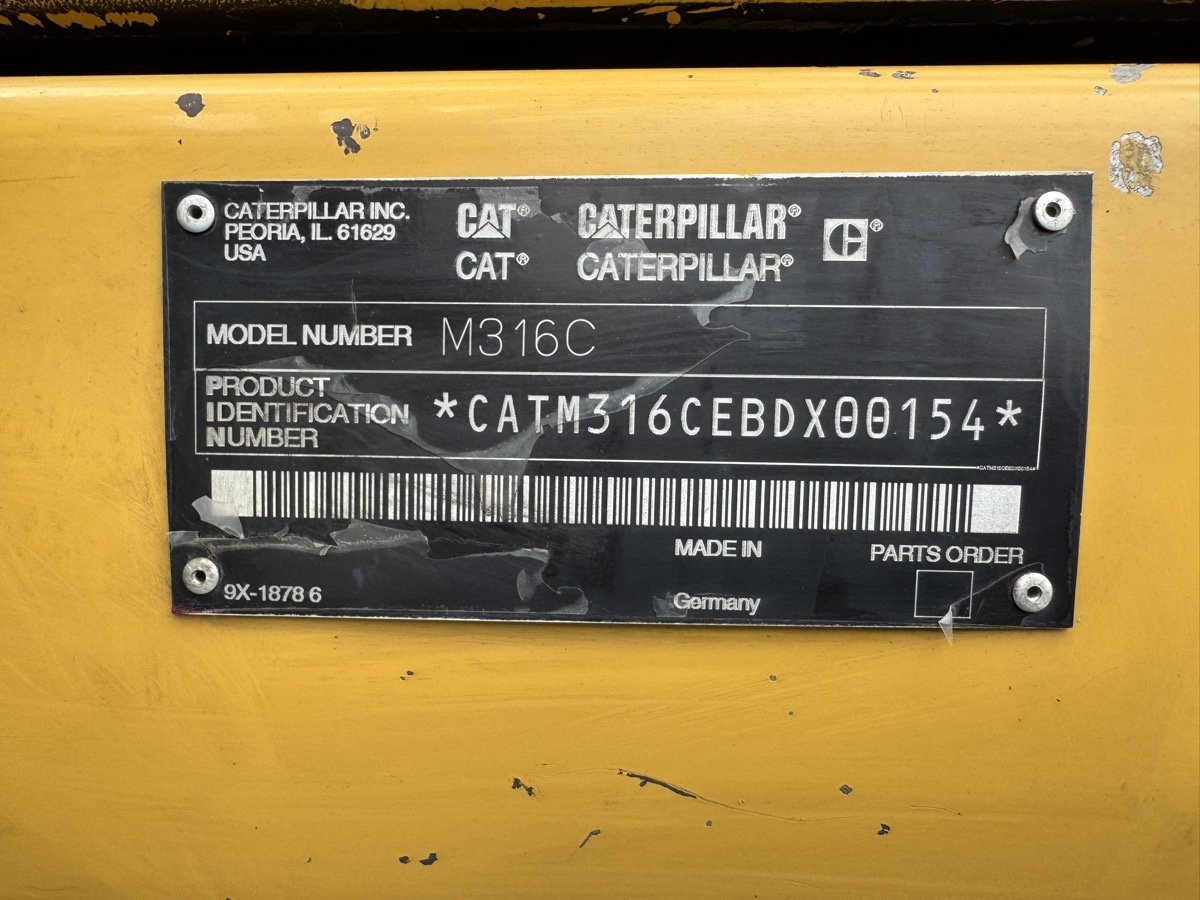 CATERPILLAR INC.
PEORIA, IL. 61629
USA
CAT® CATERPILLAR® C®
CAT® CATERPILLAR®
MODEL NUMBER M316C
PRODUCT
IDENTIFICATION
NUMBER
*CATM316CEBDX00154*
*CATM316CEBDX00154*
MADE IN
PARTS ORDER
9X-1878 6
Germany